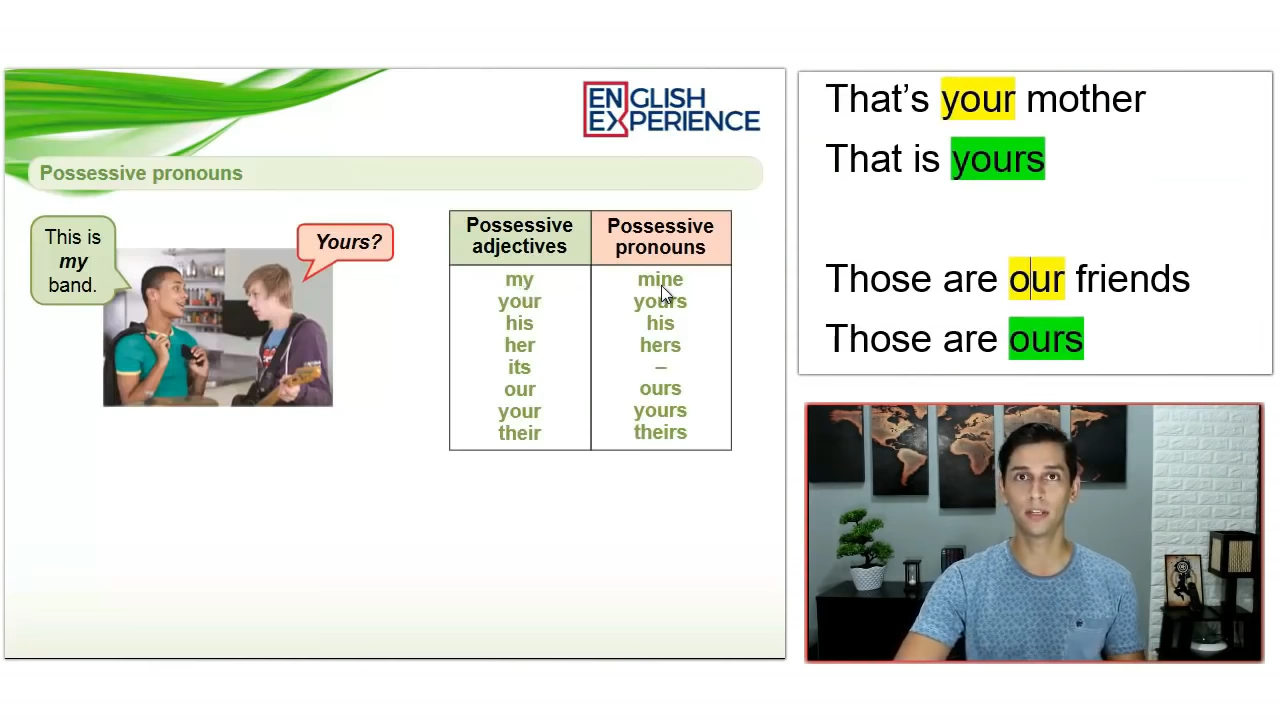 ENGLISH
EXPERIENCE
Possessive pronouns
This is
my
band.
Yours?
Possessive adjectives
Possessive pronouns
my mine
your yours
his his
her hers
its –
our ours
your yours
their theirs
That’s your mother
That is yours
Those are our friends
Those are ours